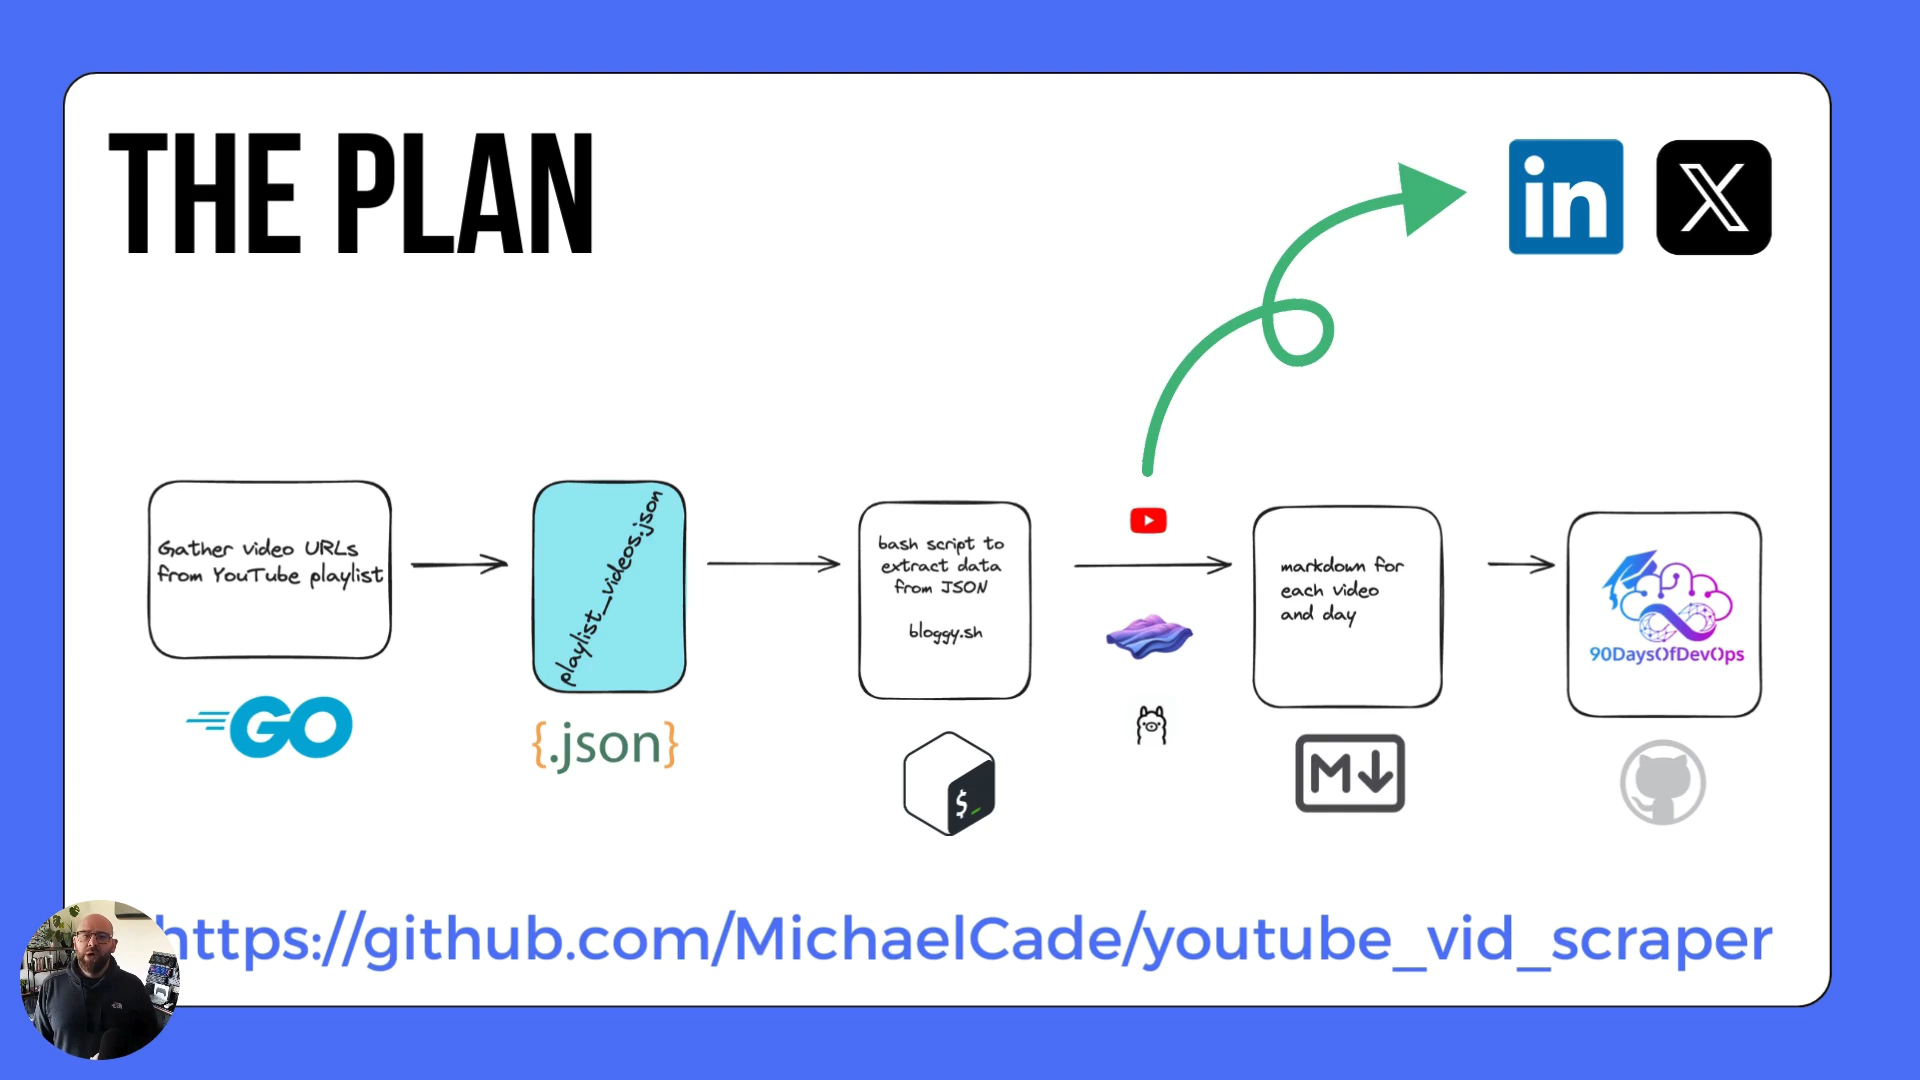 THE PLAN
in
X
Gather video URLs
from YouTube playlist
GO
playlist_videos.json
{.json}
bash script to
extract data
from JSON
bloggy.sh
$_
markdown for
each video
and day
M
90DaysOfDevOps
https://github.com/MichaelCade/youtube_vid_scraper